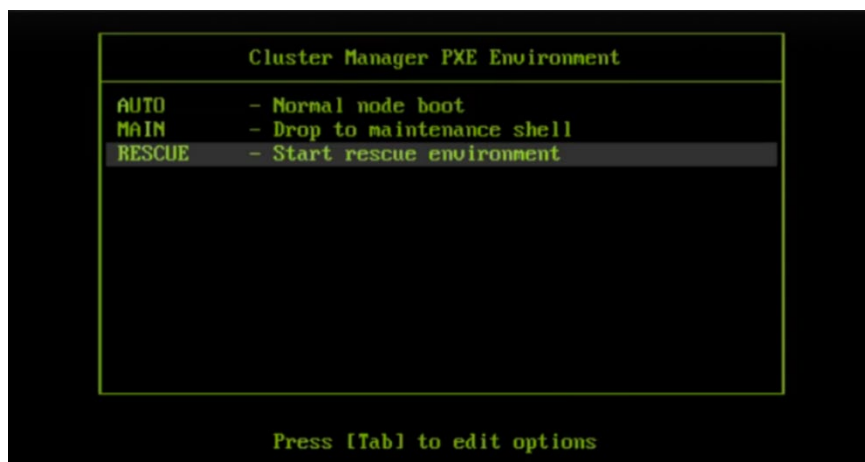 Cluster Manager PXE Environment
AUTO - Normal node boot
MAIN - Drop to maintenance shell
RESCUE - Start rescue environment
Press [Tab] to edit options